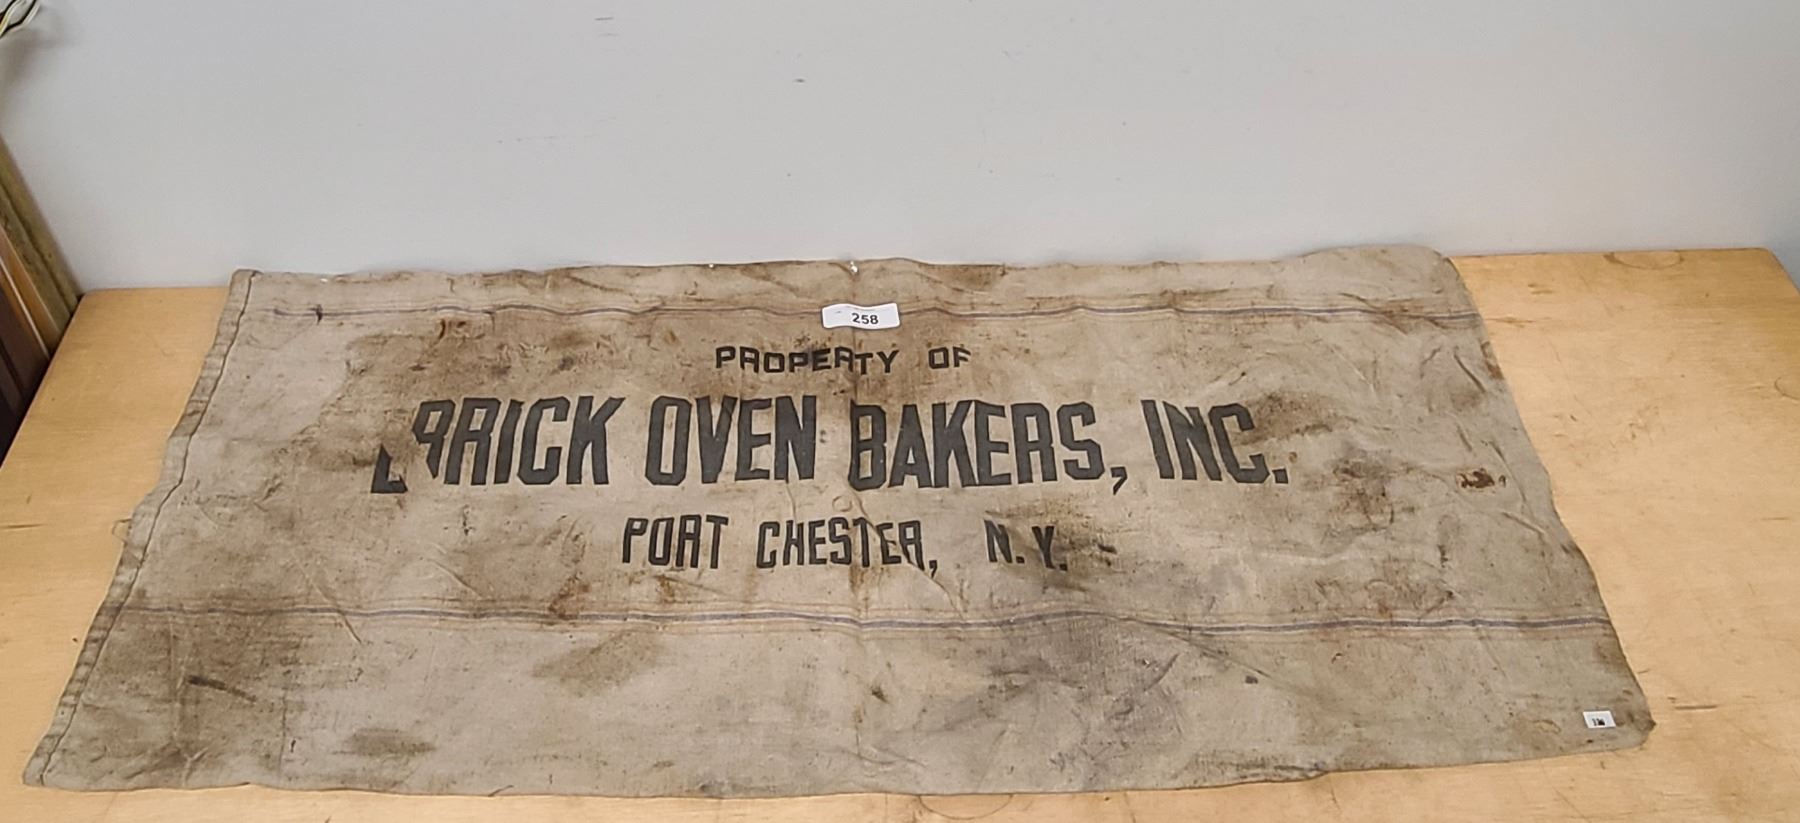 258
PROPERTY OF
BRICK OVEN BAKERS, INC.
PORT CHESTER, N.Y.